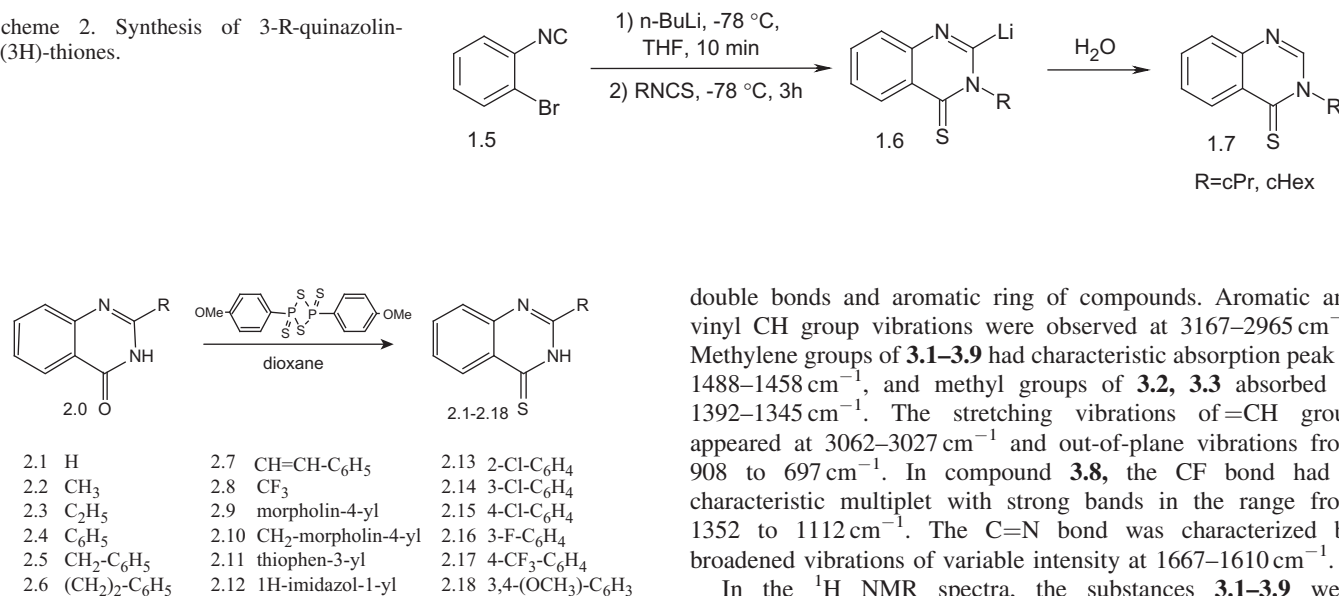 cheme 2. Synthesis of 3-R-quinazolin-
(3H)-thiones.
NC
Br
1.5
1) n-BuLi, -78 °C,
THF, 10 min
2) RNCS, -78 °C, 3h
N
Li
N
R
S
1.6
H₂O
N
N
R
S
1.7
R=cPr, cHex
N
R
NH
O
2.0
OMe
S
S
P
P
S
S
OMe
dioxane
N
R
NH
S
2.1-2.18
2.1 H
2.2 CH₃
2.3 C₂H₅
2.4 C₆H₅
2.5 CH₂-C₆H₅
2.6 (CH₂)₂-C₆H₅
2.7 CH=CH-C₆H₅
2.8 CF₃
2.9 morpholin-4-yl
2.10 CH₂-morpholin-4-yl
2.11 thiophen-3-yl
2.12 1H-imidazol-1-yl
2.13 2-Cl-C₆H₄
2.14 3-Cl-C₆H₄
2.15 4-Cl-C₆H₄
2.16 3-F-C₆H₄
2.17 4-CF₃-C₆H₄
2.18 3,4-(OCH₃)-C₆H₃
double bonds and aromatic ring of compounds. Aromatic an
vinyl CH group vibrations were observed at 3167–2965 cm⁻
Methylene groups of 3.1–3.9 had characteristic absorption peak
1488–1458 cm⁻¹, and methyl groups of 3.2, 3.3 absorbed
1392–1345 cm⁻¹. The stretching vibrations of =CH grou
appeared at 3062–3027 cm⁻¹ and out-of-plane vibrations fro
908 to 697 cm⁻¹. In compound 3.8, the CF bond had
characteristic multiplet with strong bands in the range fro
1352 to 1112 cm⁻¹. The C=N bond was characterized b
broadened vibrations of variable intensity at 1667–1610 cm⁻¹.
In the ¹H NMR spectra, the substances 3.1–3.9 we